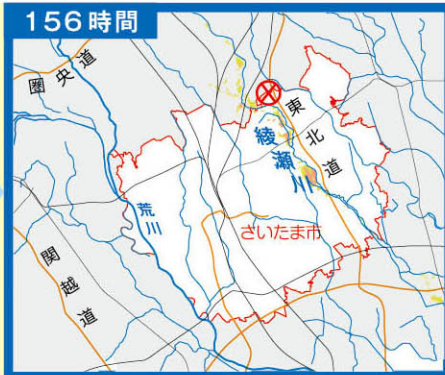 156時間
圏央道
東北道
綾瀬川
荒川
さいたま市
関越道